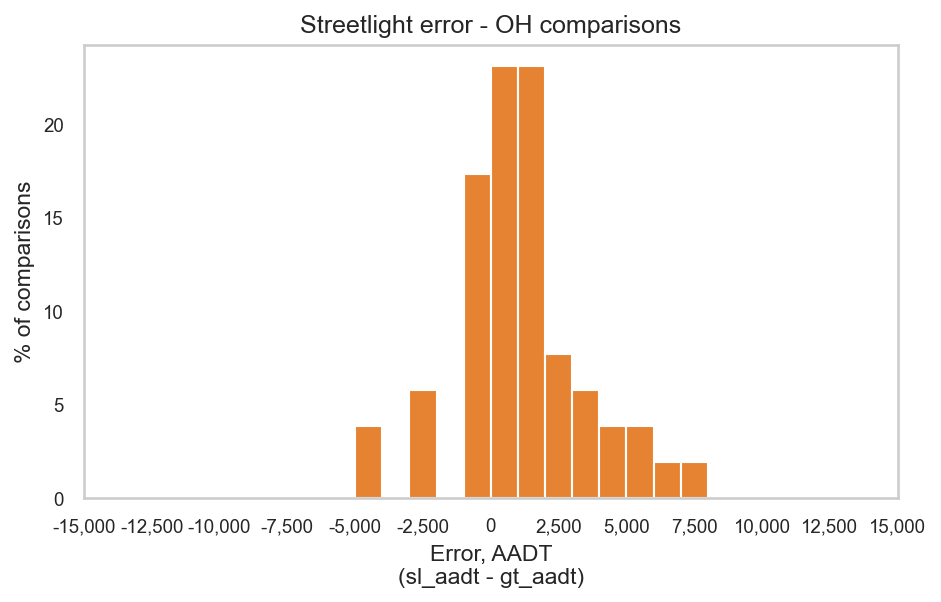 Streetlight error - OH comparisons
% of comparisons
20
15
10
5
0
-15,000 -12,500 -10,000 -7,500 -5,000 -2,500 0 2,500 5,000 7,500 10,000 12,500 15,000
Error, AADT
(sl_aadt - gt_aadt)